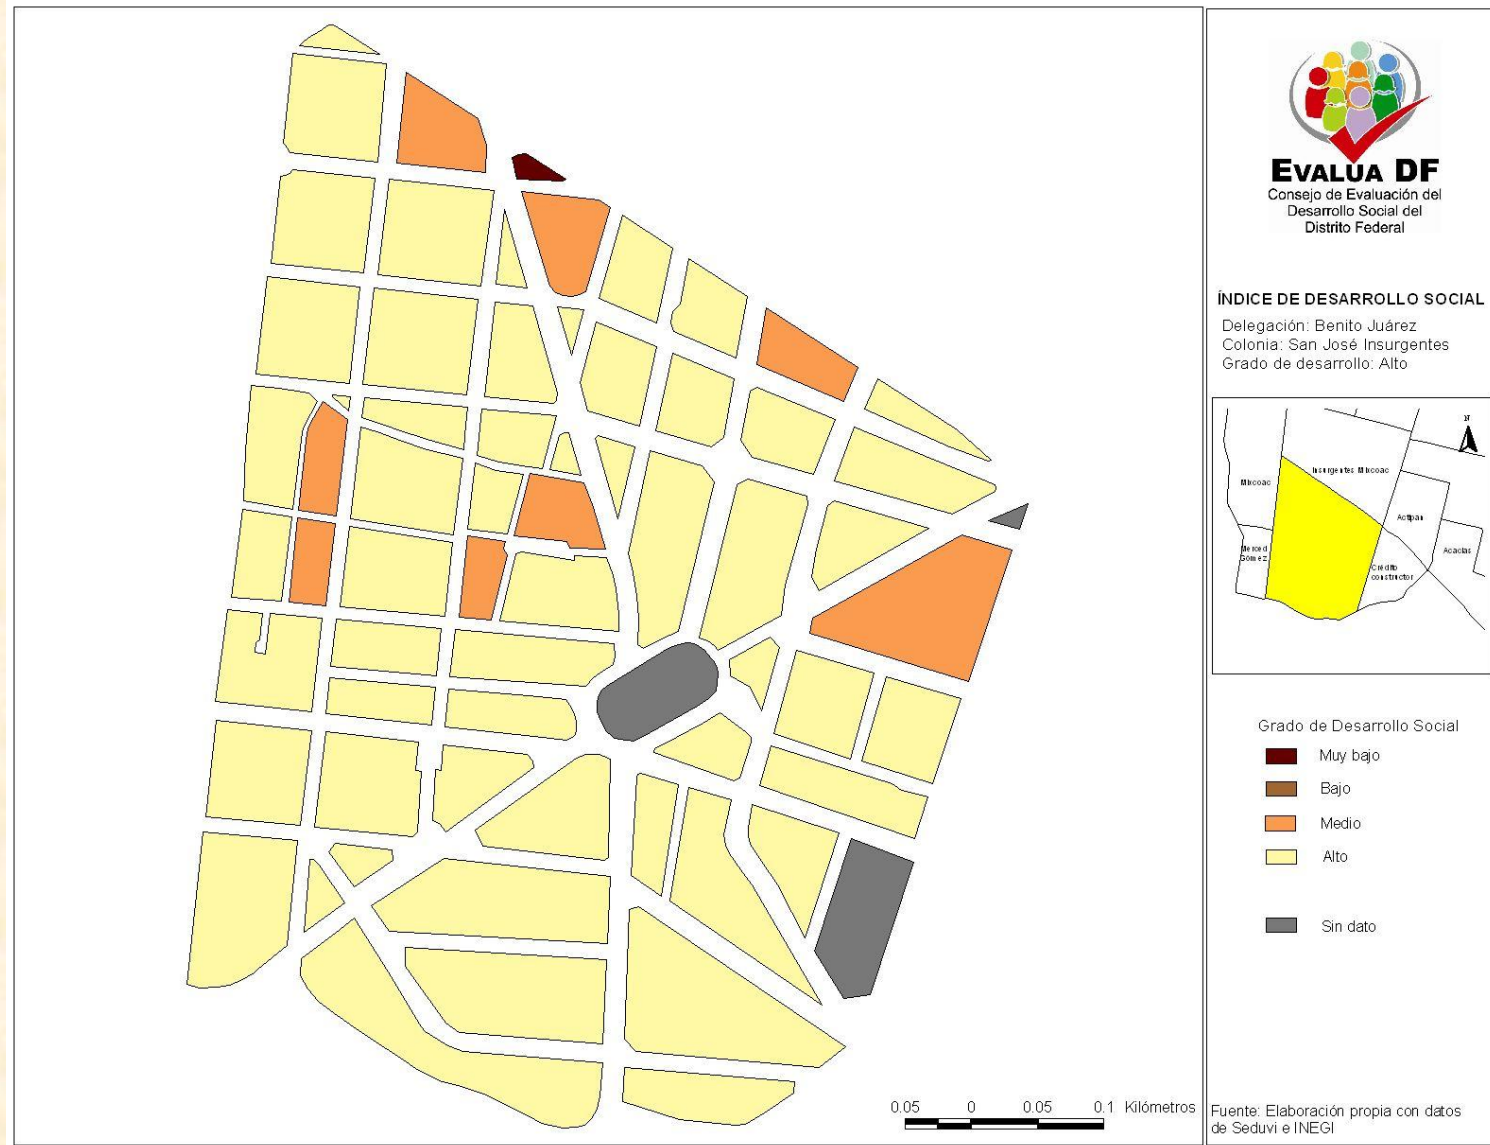 EVALUA DF
Consejo de Evaluación del
Desarrollo Social del
Distrito Federal
ÍNDICE DE DESARROLLO SOCIAL
Delegación: Benito Juárez
Colonia: San José Insurgentes
Grado de desarrollo: Alto
N
Insurgentes Mixcoac
Mixcoac
Actipan
Merced
Gómez
Acacias
Crédito
constructor
Grado de Desarrollo Social
Muy bajo
Bajo
Medio
Alto
Sin dato
0.05 0 0.05 0.1 Kilómetros
Fuente: Elaboración propia con datos
de Seduvi e INEGI